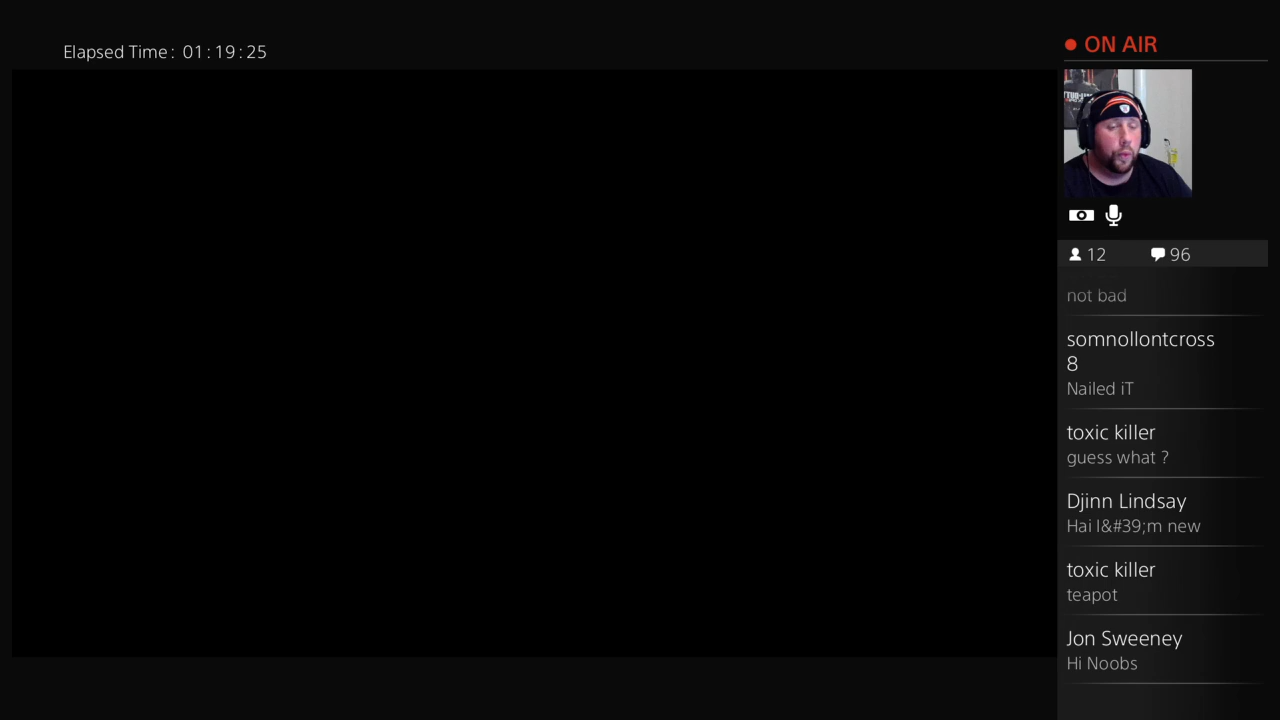 Elapsed Time: 01:19:25
ON AIR
12 96
not bad
somnollontcross
8
Nailed iT
toxic killer
guess what ?
Djinn Lindsay
Hai I&#39;m new
toxic killer
teapot
Jon Sweeney
Hi Noobs